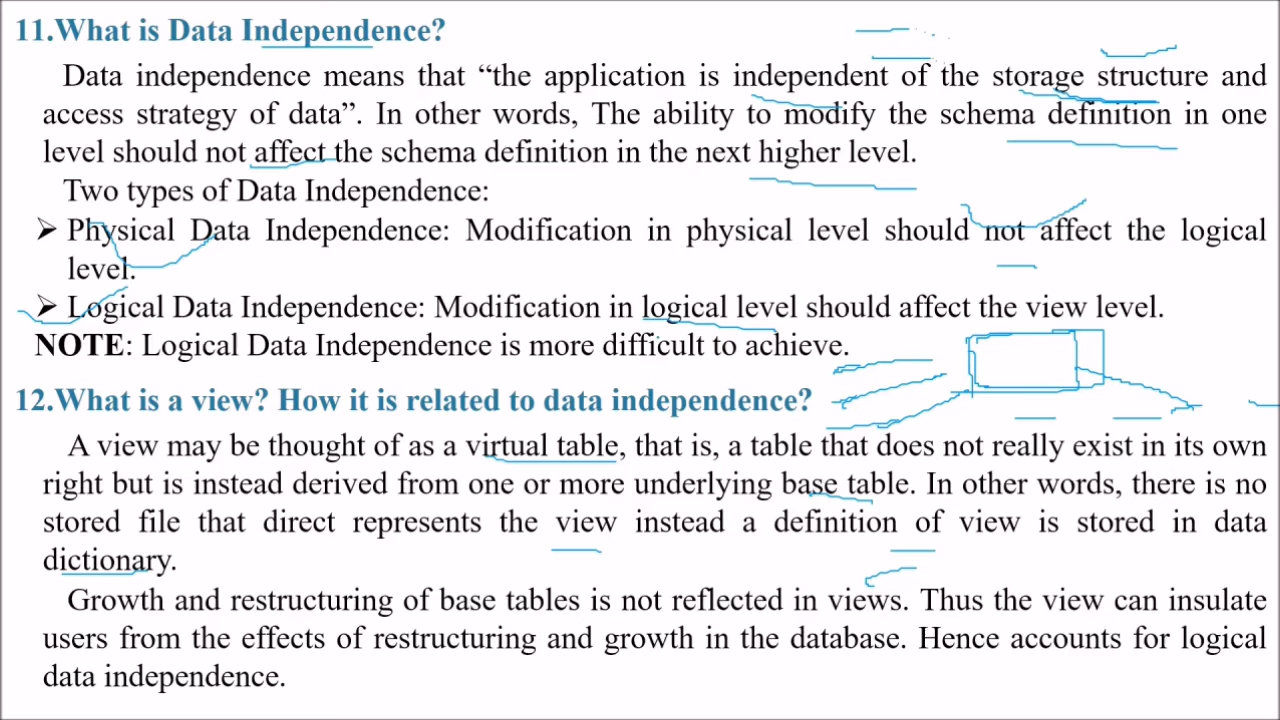 11.What is Data Independence?
Data independence means that “the application is independent of the storage structure and
access strategy of data”. In other words, The ability to modify the schema definition in one
level should not affect the schema definition in the next higher level.
Two types of Data Independence:
➢ Physical Data Independence: Modification in physical level should not affect the logical
level.
➢ Logical Data Independence: Modification in logical level should affect the view level.
NOTE: Logical Data Independence is more difficult to achieve.
12.What is a view? How it is related to data independence?
A view may be thought of as a virtual table, that is, a table that does not really exist in its own
right but is instead derived from one or more underlying base table. In other words, there is no
stored file that direct represents the view instead a definition of view is stored in data
dictionary.
Growth and restructuring of base tables is not reflected in views. Thus the view can insulate
users from the effects of restructuring and growth in the database. Hence accounts for logical
data independence.